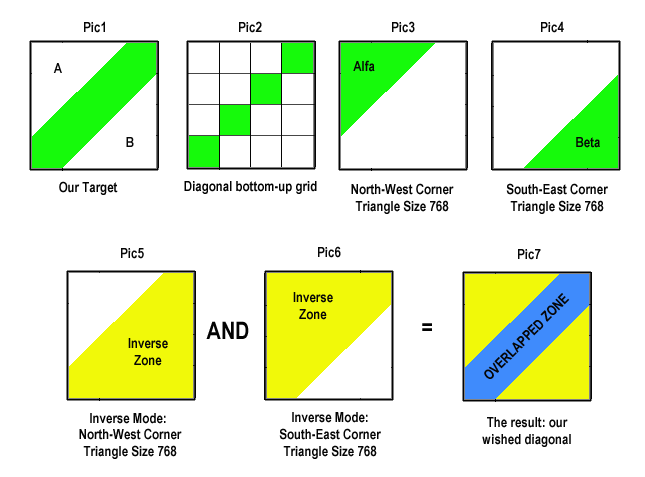 Pic1
Pic2
Pic3
Pic4
A
B
Alfa
Beta
Our Target
Diagonal bottom-up grid
North-West Corner
Triangle Size 768
South-East Corner
Triangle Size 768
Pic5
Pic6
Pic7
Inverse
Zone
AND
Inverse
Zone
=
OVERLAPPED ZONE
Inverse Mode:
North-West Corner
Triangle Size 768
Inverse Mode:
South-East Corner
Triangle Size 768
The result: our
wished diagonal